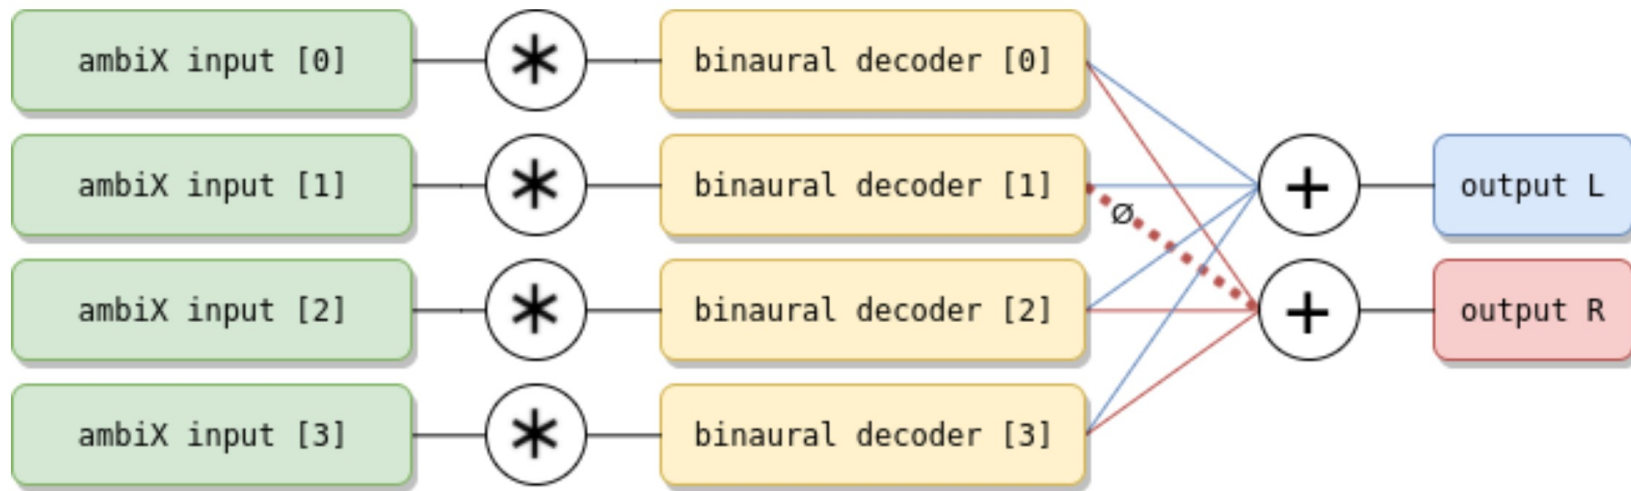 ambiX input [0]
*
binaural decoder [0]
ambiX input [1]
*
binaural decoder [1]
Ø
+
output L
ambiX input [2]
*
binaural decoder [2]
+
output R
ambiX input [3]
*
binaural decoder [3]